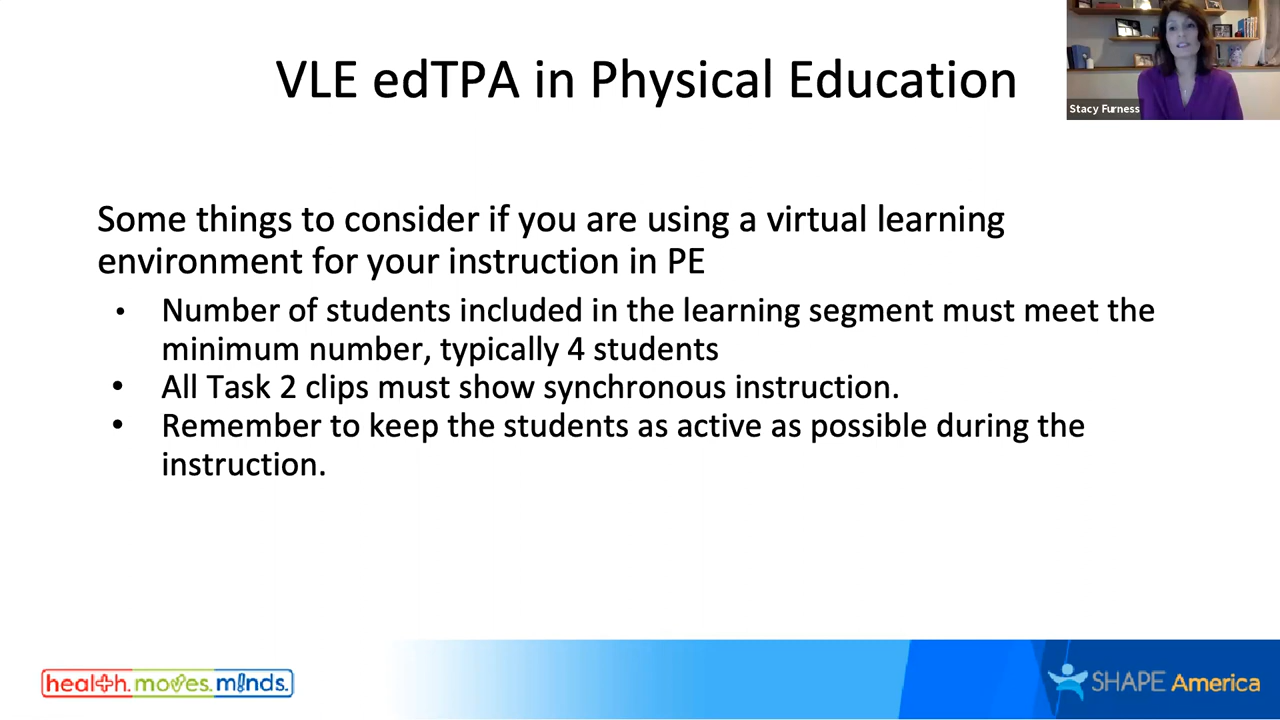 VLE edTPA in Physical Education
Stacy Furness
Some things to consider if you are using a virtual learning
environment for your instruction in PE
• Number of students included in the learning segment must meet the
minimum number, typically 4 students
• All Task 2 clips must show synchronous instruction.
• Remember to keep the students as active as possible during the
instruction.
health.moves.minds.
SHAPE America